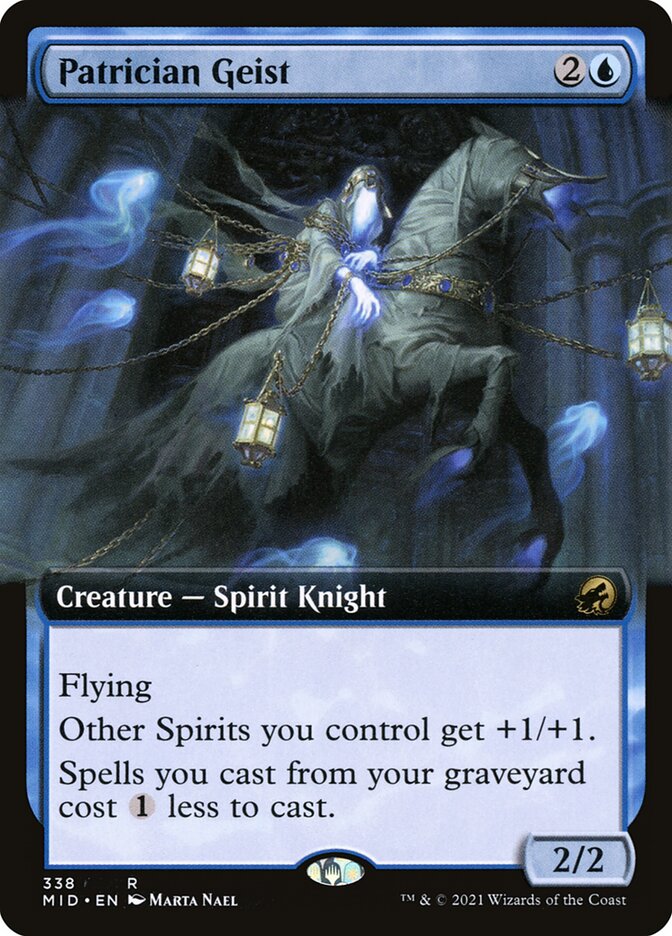 Patrician Geist 2
Creature — Spirit Knight
Flying
Other Spirits you control get +1/+1.
Spells you cast from your graveyard
cost 1 less to cast.
2/2
338 R
MID • EN Marta Nael
™ & © 2021 Wizards of the Coast